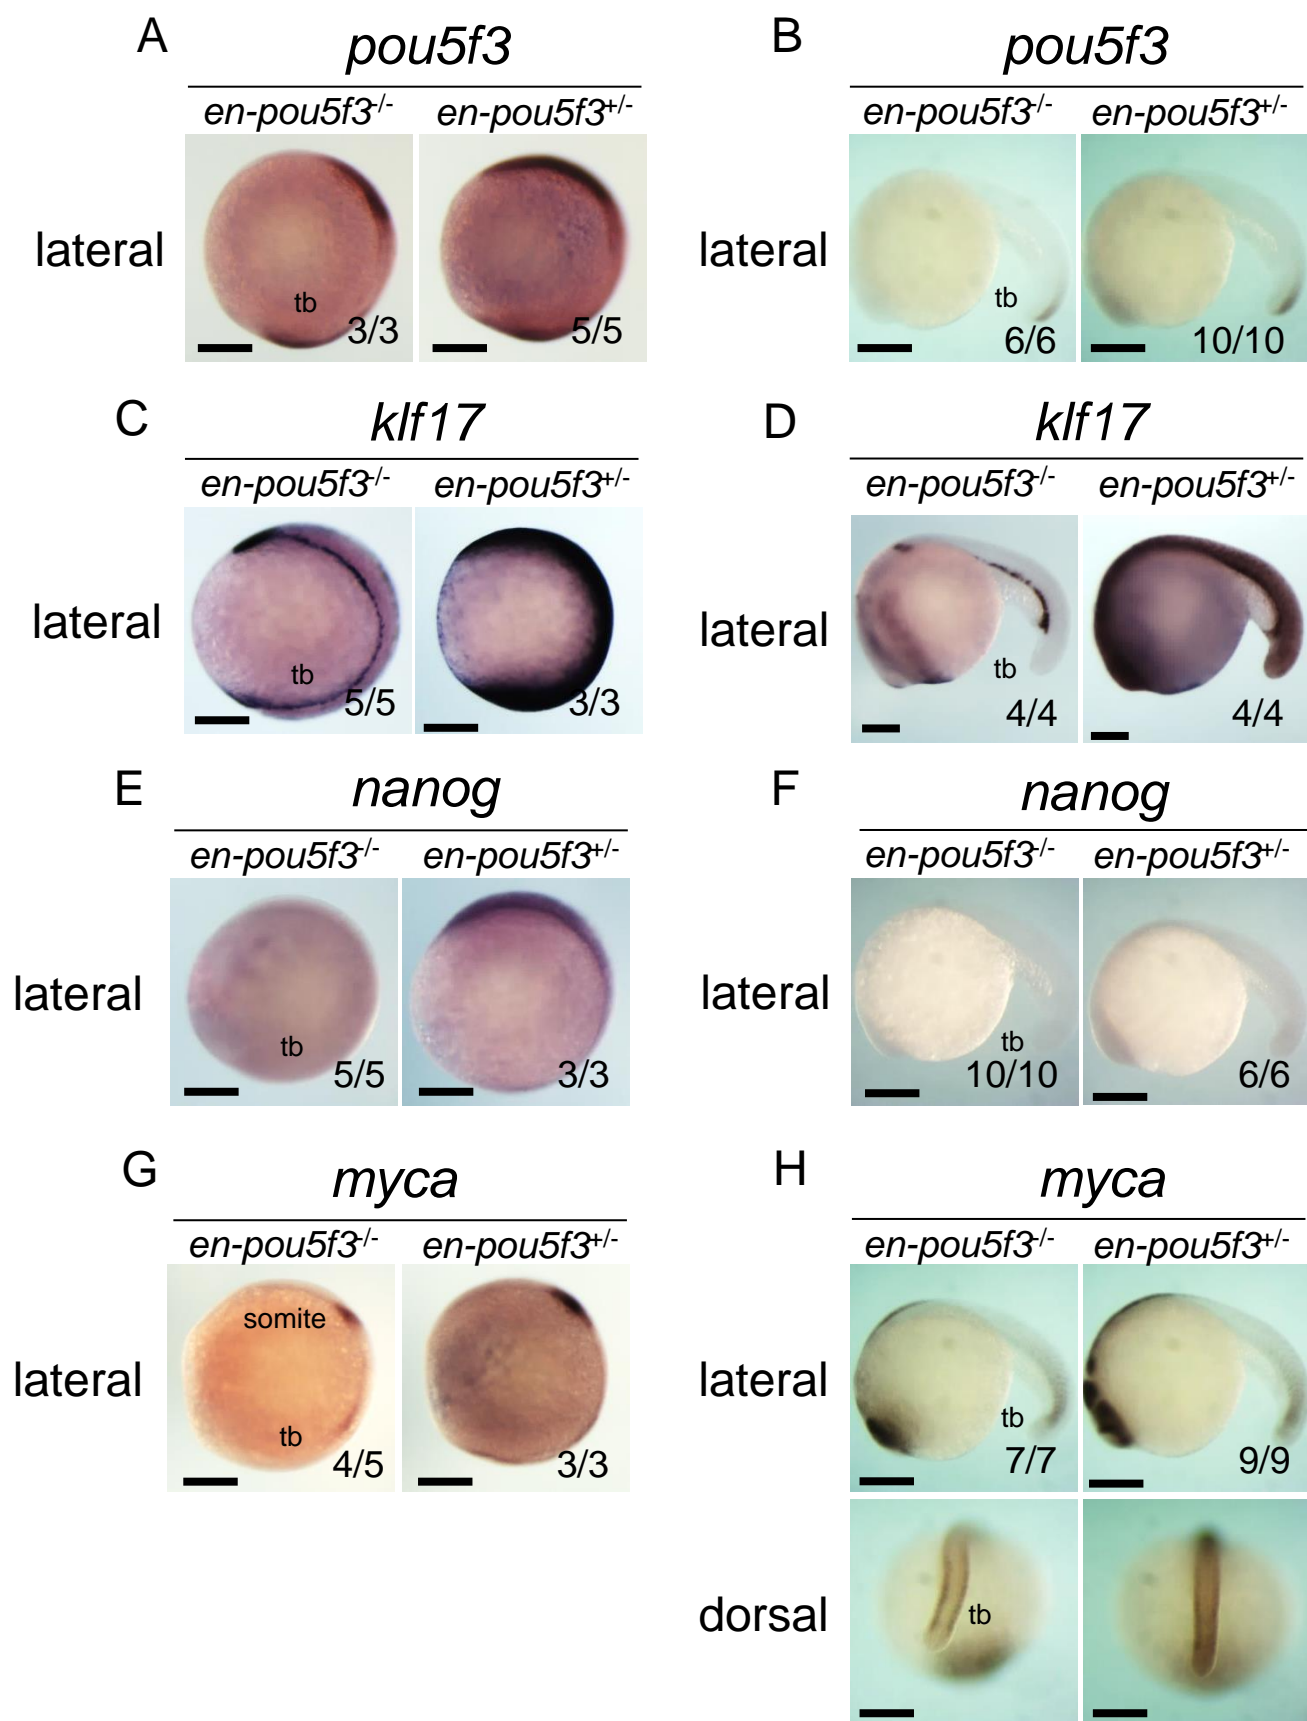 A
pou5f3
en-pou5f3-/-
en-pou5f3+/-
lateral
tb
3/3
5/5
B
pou5f3
en-pou5f3-/-
en-pou5f3+/-
lateral
tb
6/6
10/10
C
klf17
en-pou5f3-/-
en-pou5f3+/-
lateral
tb
5/5
3/3
D
klf17
en-pou5f3-/-
en-pou5f3+/-
lateral
tb
4/4
4/4
E
nanog
en-pou5f3-/-
en-pou5f3+/-
lateral
tb
5/5
3/3
F
nanog
en-pou5f3-/-
en-pou5f3+/-
lateral
tb
10/10
6/6
G
myca
en-pou5f3-/-
en-pou5f3+/-
lateral
somite
tb
4/5
3/3
H
myca
en-pou5f3-/-
en-pou5f3+/-
lateral
tb
7/7
9/9
dorsal
tb